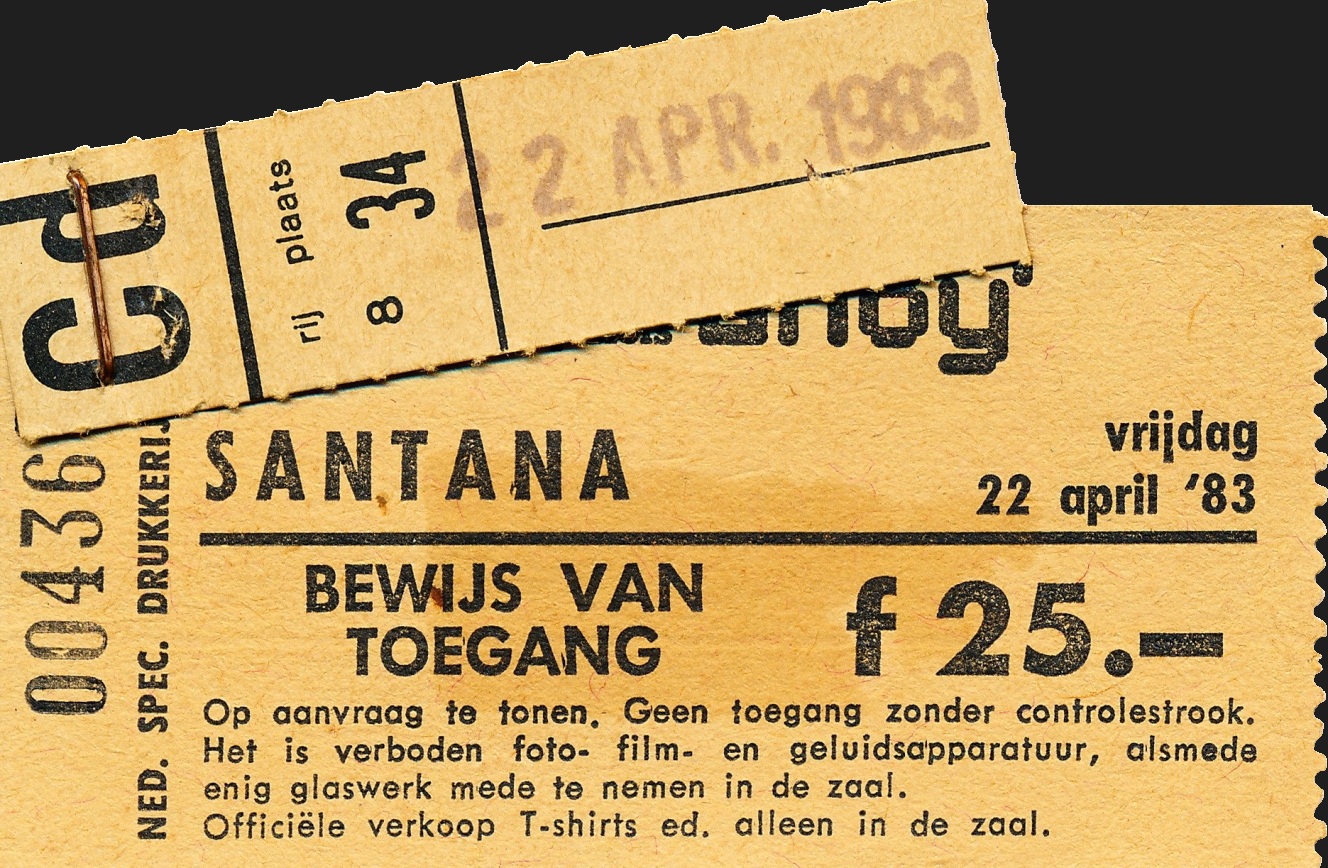 Cd
rij plaats
8 34
22 APR. 1983
SANTANA
vrijdag
22 april '83
BEWIJS VAN
TOEGANG
f 25.—
Op aanvraag te tonen. Geen toegang zonder controlestrook.
Het is verboden foto- film- en geluidsapparatuur, alsmede
enig glaswerk mede te nemen in de zaal.
Officiële verkoop T-shirts ed. alleen in de zaal.
00436
NED. SPEC. DRUKKERIJ